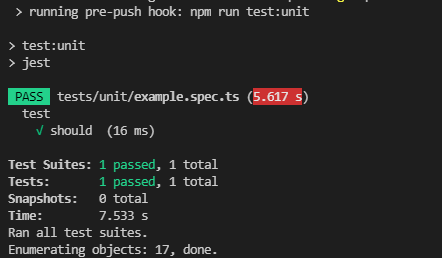 > running pre-push hook: npm run test:unit
> test:unit
> jest
PASS tests/unit/example.spec.ts (5.617 s)
test
√ should (16 ms)
Test Suites: 1 passed, 1 total
Tests: 1 passed, 1 total
Snapshots: 0 total
Time: 7.533 s
Ran all test suites.
Enumerating objects: 17, done.